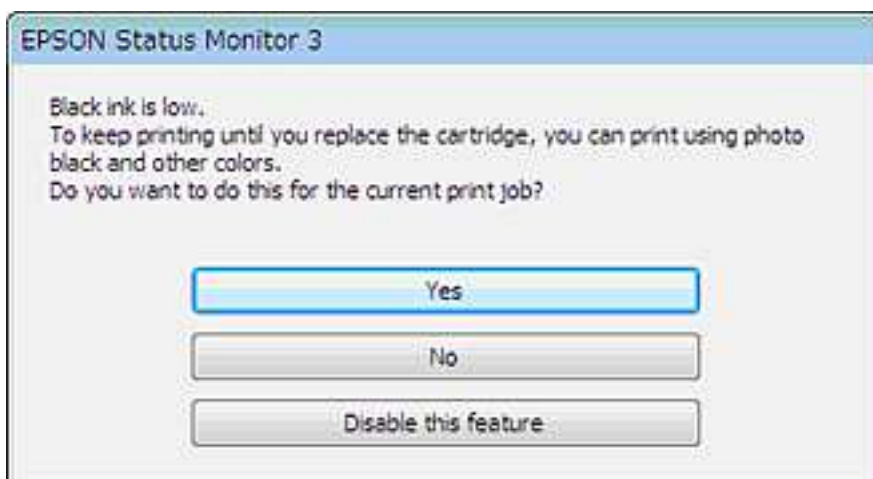 EPSON Status Monitor 3
Black ink is low.
To keep printing until you replace the cartridge, you can print using photo
black and other colors.
Do you want to do this for the current print job?
Yes
No
Disable this feature